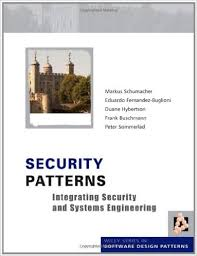 Markus Schumacher
Eduardo Fernandez-Buglioni
Duane Hybertson
Frank Buschmann
Peter Sommerlad
SECURITY
PATTERNS
Integrating Security
and Systems Engineering
WILEY SERIES IN
SOFTWARE DESIGN PATTERNS